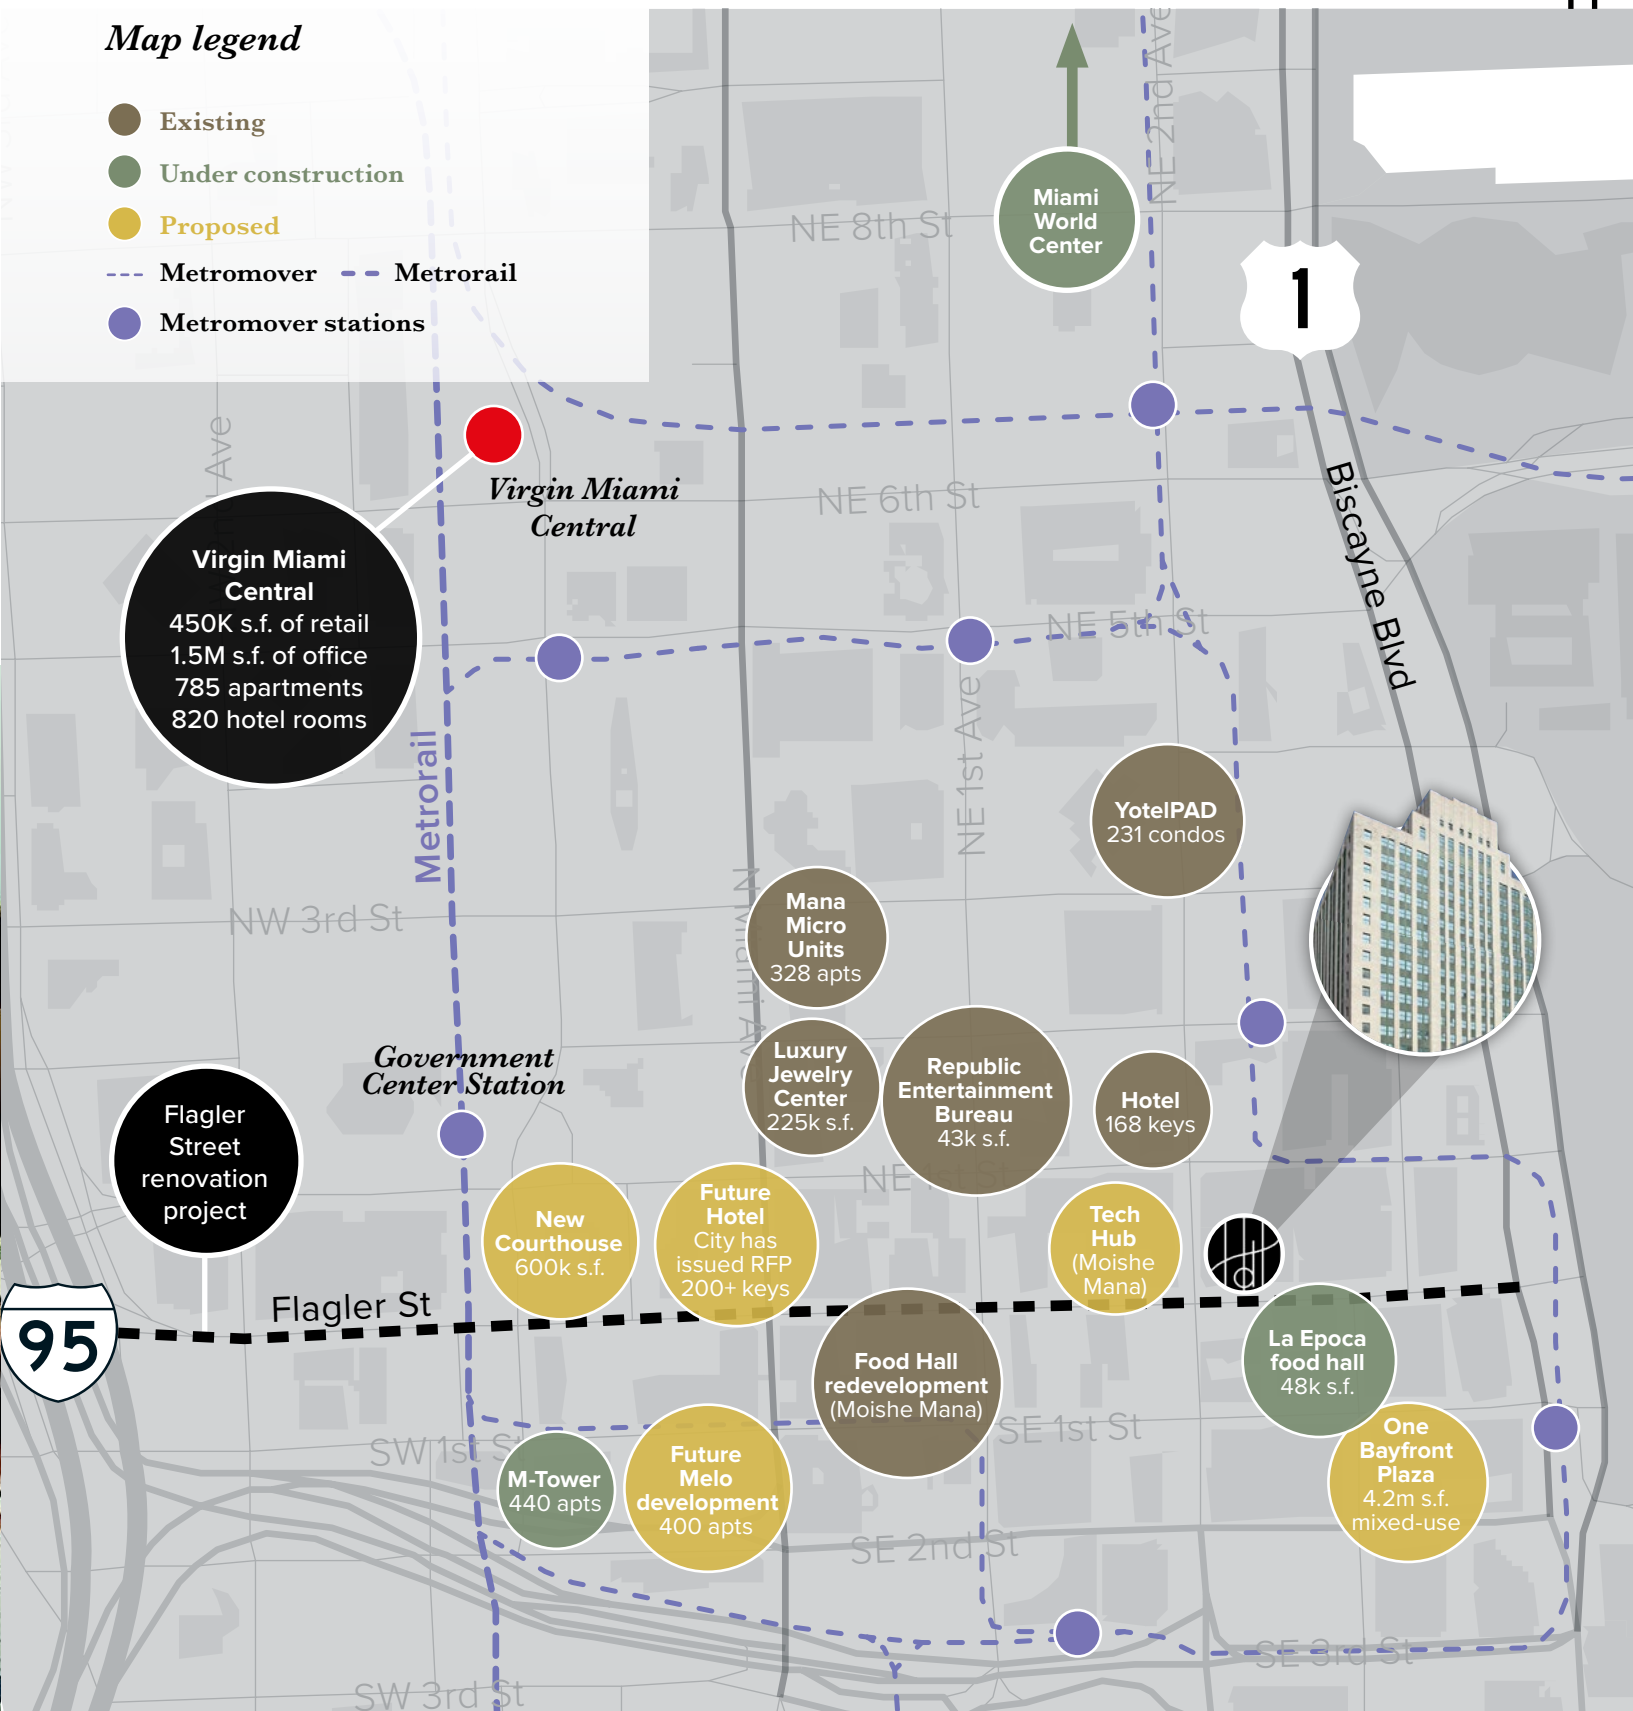 Map legend
Existing
Under construction
Proposed
Metromover
Metrorail
Metromover stations
NE 2nd Ave
Miami
World
Center
NE 8th St
1
Ave
Virgin Miami
Central
NE 6th St
Biscayne Blvd
Virgin Miami
Central
450K s.f. of retail
1.5M s.f. of office
785 apartments
820 hotel rooms
NE 5th St
Metrorail
NE 1st Ave
YotelPAD
231 condos
NW 3rd St
Mana
Micro
Units
328 apts
Government
Center Station
Luxury
Jewelry
Center
225k s.f.
Republic
Entertainment
Bureau
43k s.f.
Hotel
168 keys
Flagler
Street
renovation
project
NE 1st St
New
Courthouse
600k s.f.
Future
Hotel
City has
issued RFP
200+ keys
Tech
Hub
(Moishe
Mana)
Flagler St
95
La Epoca
food hall
48k s.f.
Food Hall
redevelopment
(Moishe Mana)
SW 1st St
SE 1st St
M-Tower
440 apts
Future
Melo
development
400 apts
One
Bayfront
Plaza
4.2m s.f.
mixed-use
SE 2nd St
SE 3rd St
SW 3rd St